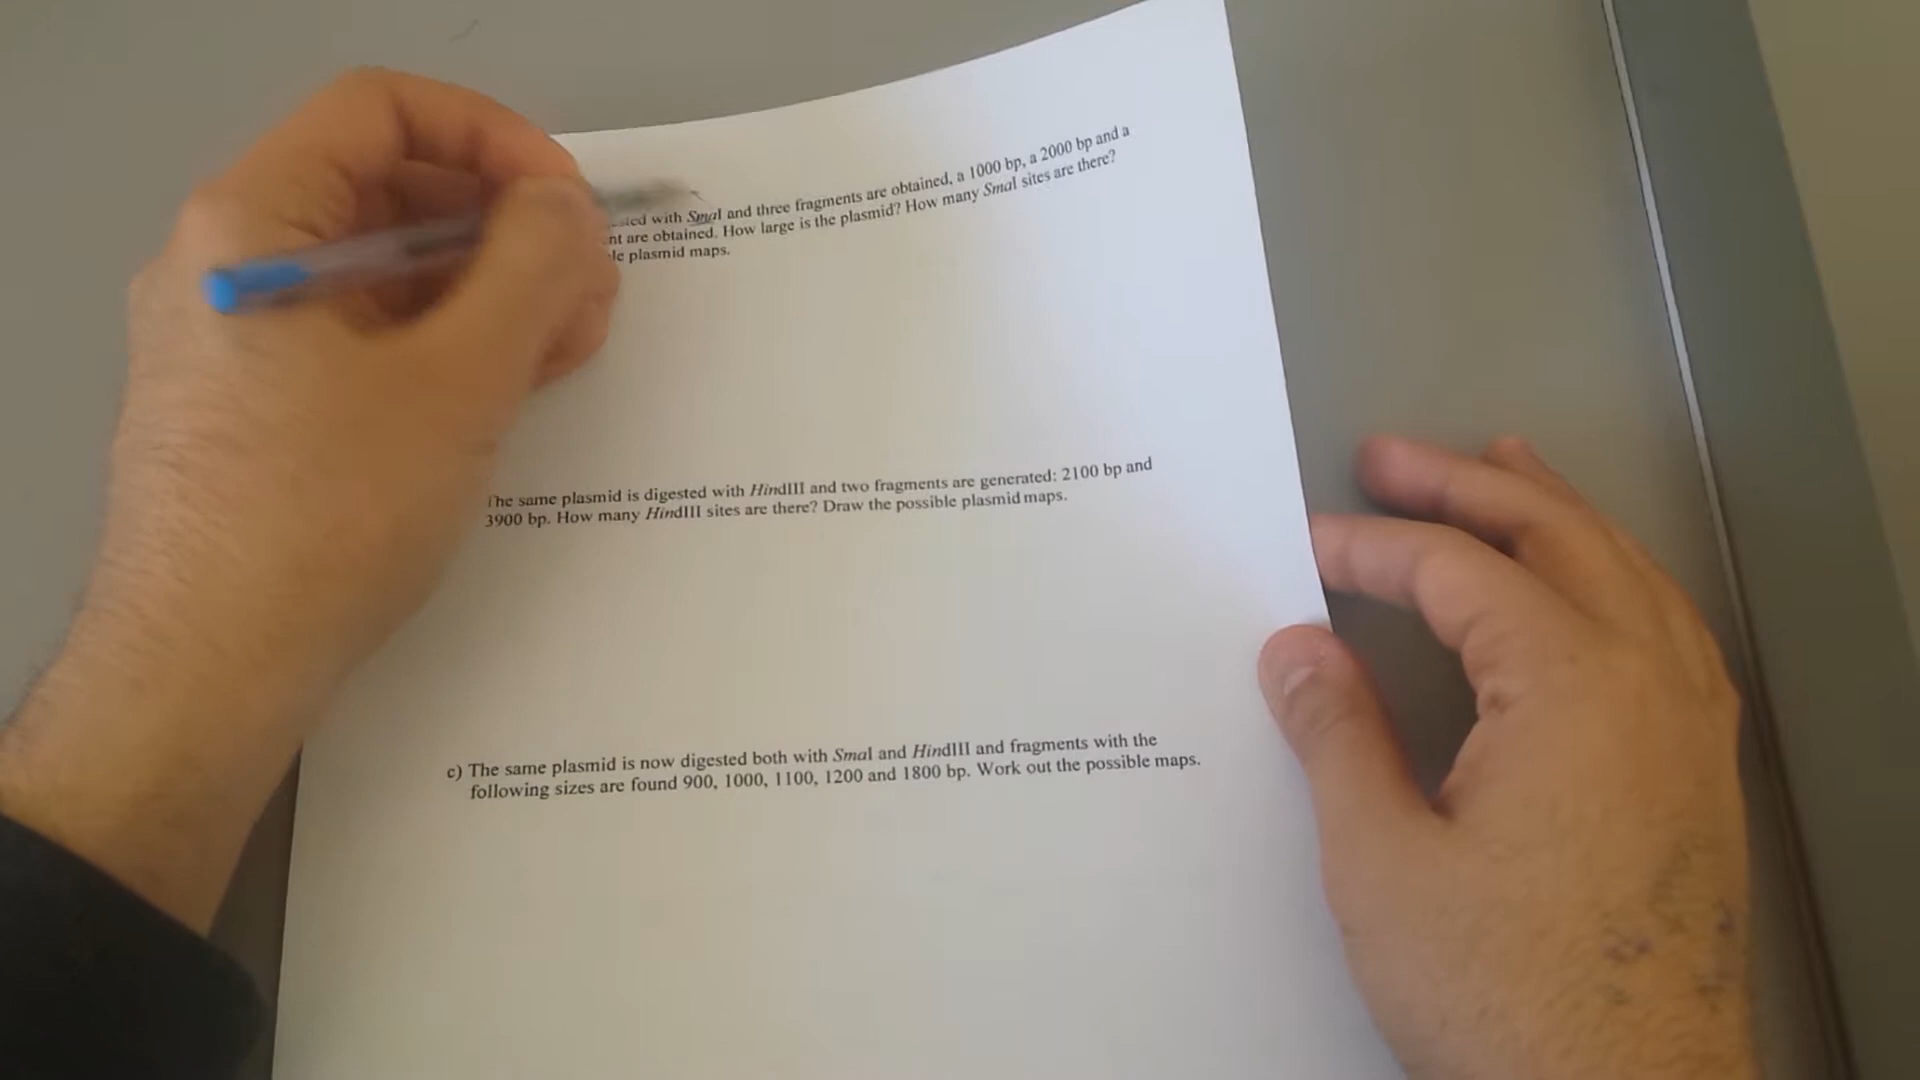 with SmaI and three fragments are obtained, a 1000 bp, a 2000 bp and a
are obtained. How large is the plasmid? How many SmaI sites are there?
plasmid maps.
The same plasmid is digested with HindIII and two fragments are generated: 2100 bp and
3900 bp. How many HindIII sites are there? Draw the possible plasmid maps.
c) The same plasmid is now digested both with SmaI and HindIII and fragments with the
following sizes are found 900, 1000, 1100, 1200 and 1800 bp. Work out the possible maps.